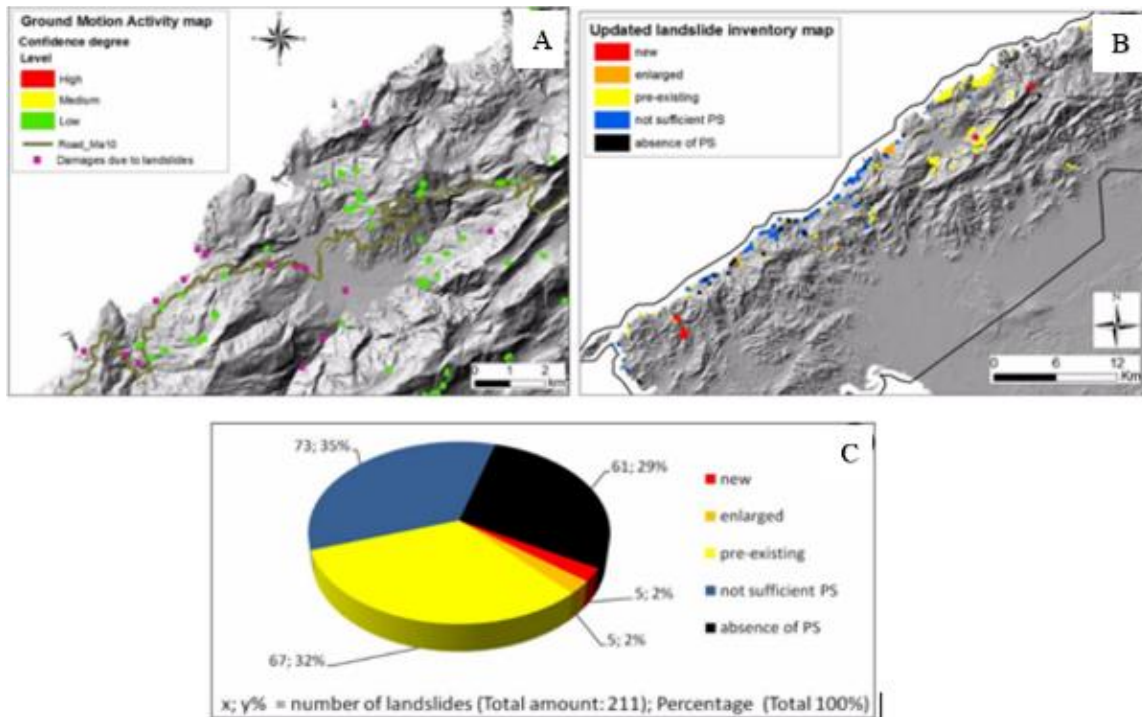 Ground Motion Activity map
Confidence degree
Level
High
Medium
Low
Road_Ma10
Damages due to landslides
A
0 1 2
km
Updated landslide inventory map
new
enlarged
pre-existing
not sufficient PS
absence of PS
B
N
0 6 12
Km
C
73; 35%
61; 29%
5; 2%
5; 2%
67; 32%
new
enlarged
pre-existing
not sufficient PS
absence of PS
x; y% = number of landslides (Total amount: 211); Percentage (Total 100%)